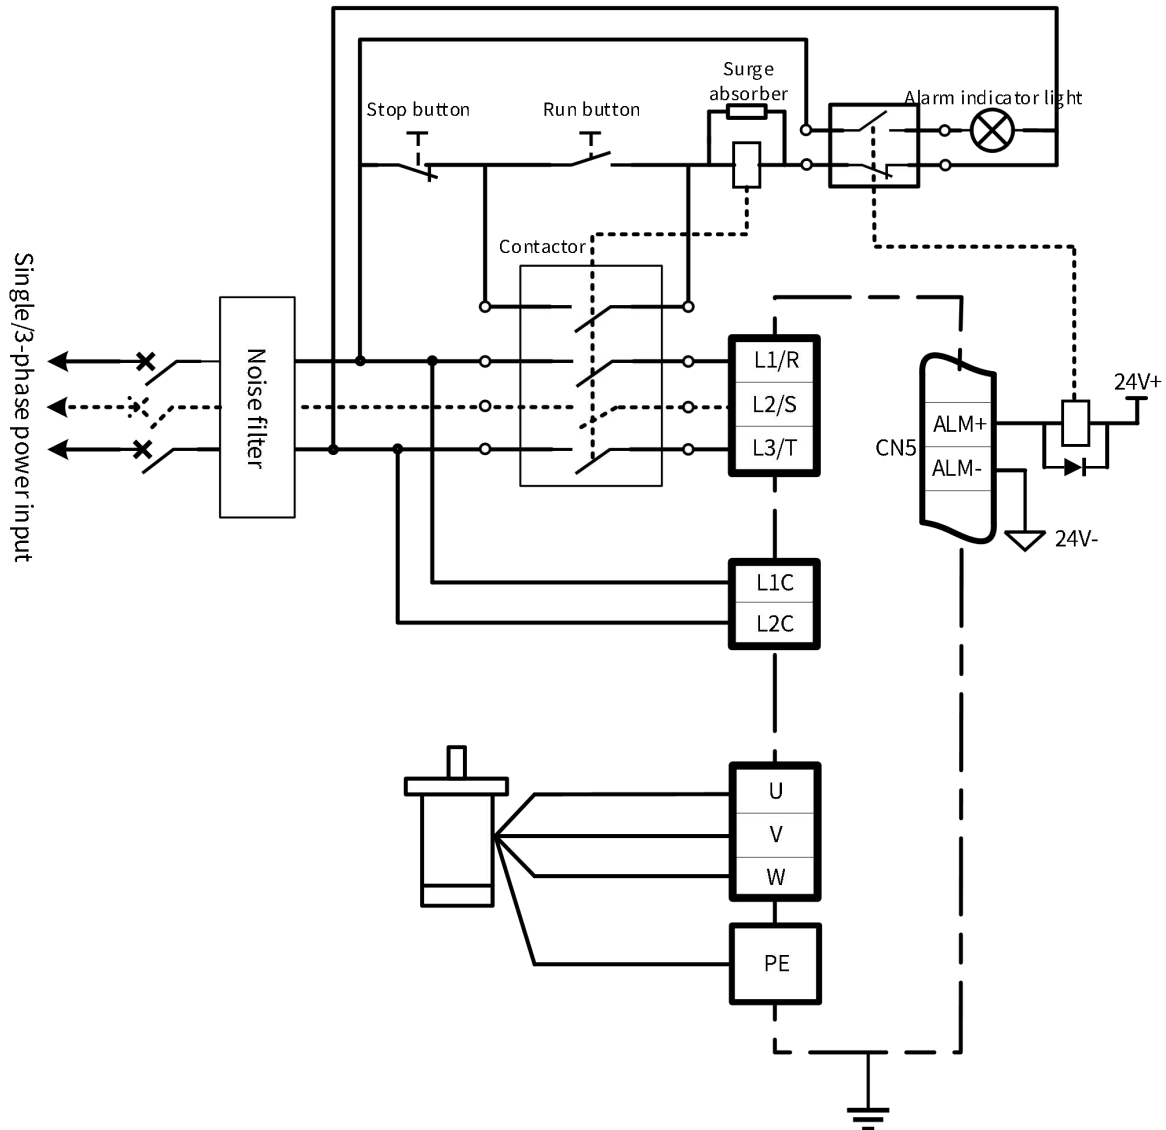 Surge
absorber
Alarm indicator light
Stop button
Run button
Contactor
Single/3-phase power input
Noise filter
L1/R
L2/S
L3/T
24V+
CN5
ALM+
ALM-
24V-
L1C
L2C
U
V
W
PE